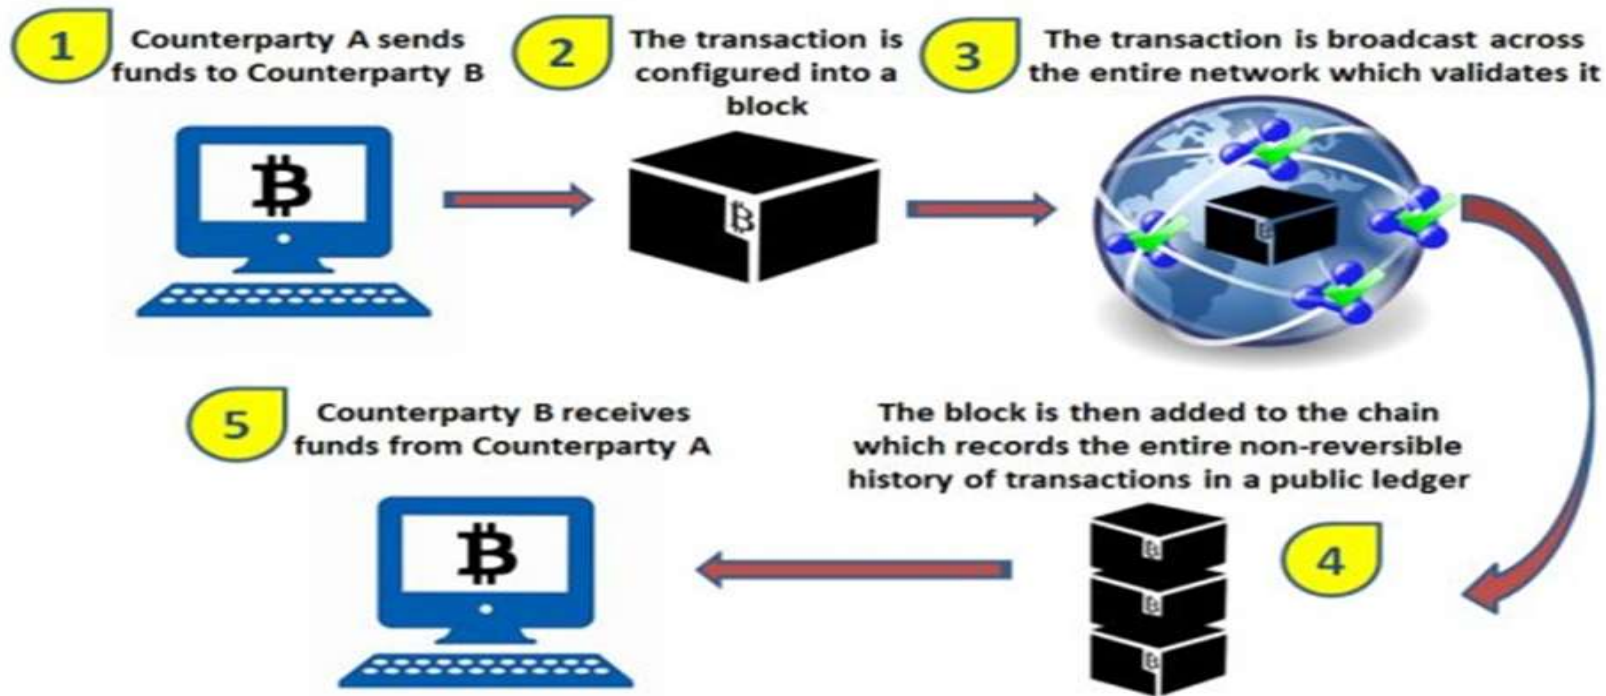 1
Counterparty A sends
funds to Counterparty B
2
The transaction is
configured into a
block
3
The transaction is broadcast across
the entire network which validates it
The block is then added to the chain
which records the entire non-reversible
history of transactions in a public ledger
4
5
Counterparty B receives
funds from Counterparty A